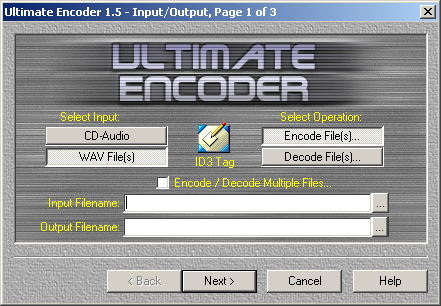 Ultimate Encoder 1.5 - Input/Output, Page 1 of 3
ULTIMATE
ENCODER
Select Input:
Select Operation:
CD-Audio
Encode File(s)...
WAV File(s)
ID3 Tag
Decode File(s)...
Encode / Decode Multiple Files...
Input Filename:
...
Output Filename:
...
< Back
Next >
Cancel
Help